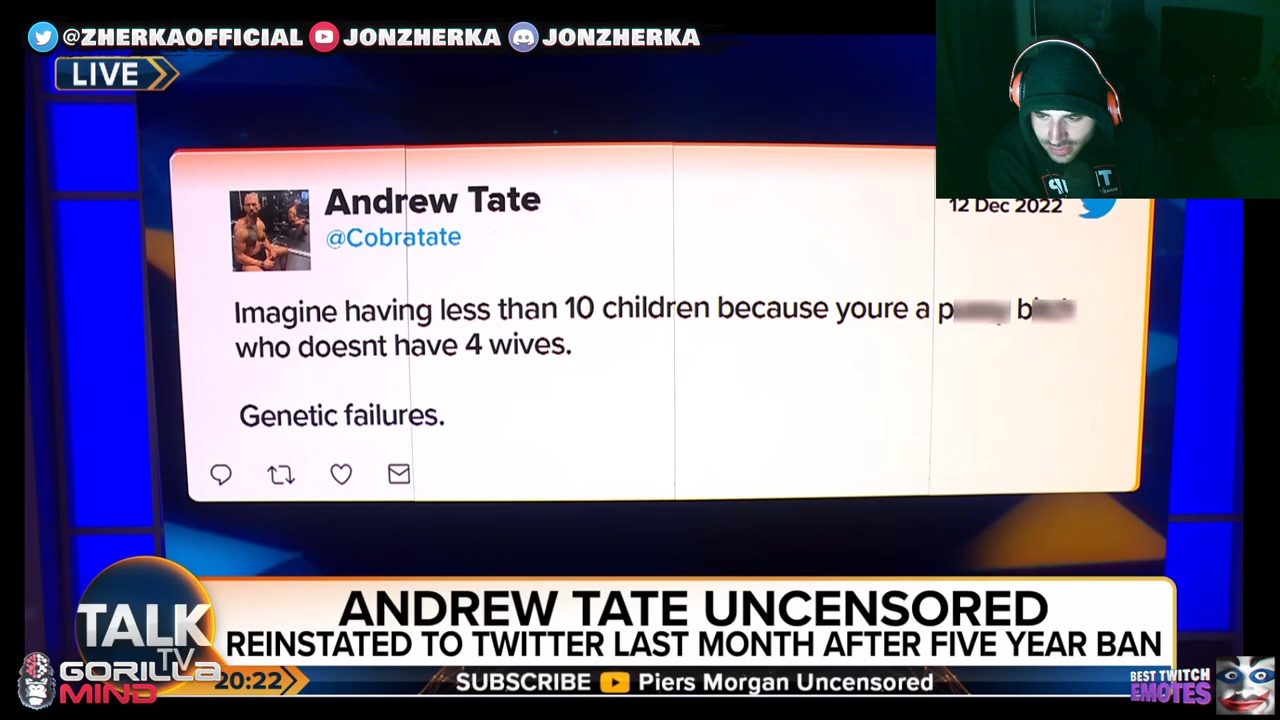 @ZHERKAOFFICIAL JONZHERKA JONZHERKA
LIVE
Andrew Tate
@Cobratate
12 Dec 2022
Imagine having less than 10 children because youre a p b
who doesnt have 4 wives.
Genetic failures.
ANDREW TATE UNCENSORED
REINSTATED TO TWITTER LAST MONTH AFTER FIVE YEAR BAN
TALK
TV
GORILLA
MIND
20:22
SUBSCRIBE Piers Morgan Uncensored
BEST TWITCH
EMOTES